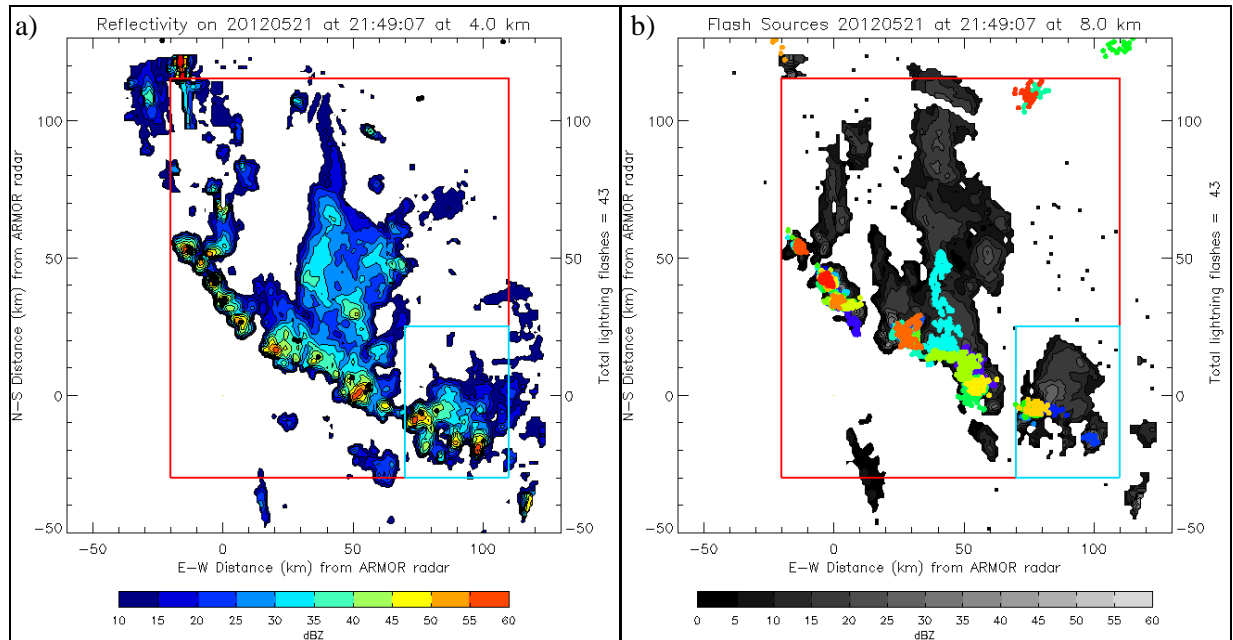 a)
Reflectivity on 20120521 at 21:49:07 at 4.0 km
N-S Distance (km) from ARMOR radar
100
50
0
-50
100
50
0
-50
Total lightning flashes = 43
-50
0
50
100
E-W Distance (km) from ARMOR radar
10 15 20 25 30 35 40 45 50 55 60
dBZ
b)
Flash Sources 20120521 at 21:49:07 at 8.0 km
N-S Distance (km) from ARMOR radar
100
50
0
-50
100
50
0
-50
Total lightning flashes = 43
-50
0
50
100
E-W Distance (km) from ARMOR radar
0 5 10 15 20 25 30 35 40 45 50 55 60
dBZ